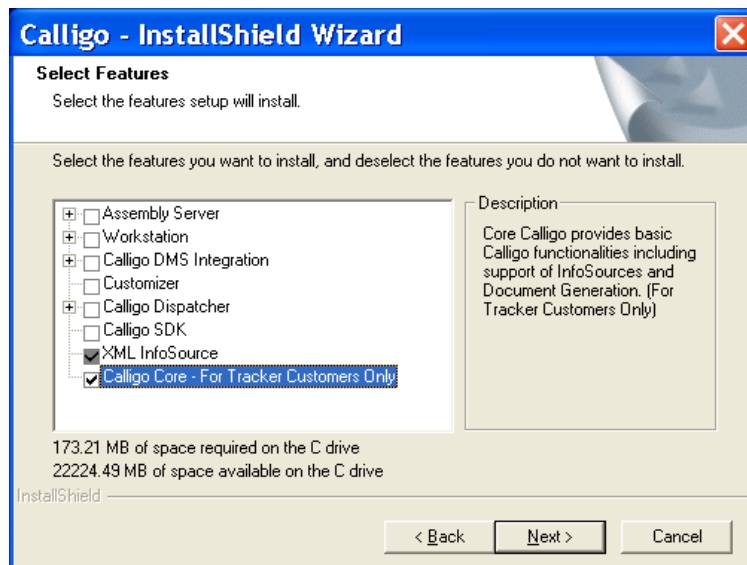 Calligo - InstallShield Wizard
Select Features
Select the features setup will install.
Select the features you want to install, and deselect the features you do not want to install.
Assembly Server
Workstation
Calligo DMS Integration
Customizer
Calligo Dispatcher
Calligo SDK
XML InfoSource
Calligo Core - For Tracker Customers Only
Description
Core Calligo provides basic
Calligo functionalities including
support of InfoSources and
Document Generation. (For
Tracker Customers Only)
173.21 MB of space required on the C drive
22224.49 MB of space available on the C drive
InstallShield
< Back
Next >
Cancel